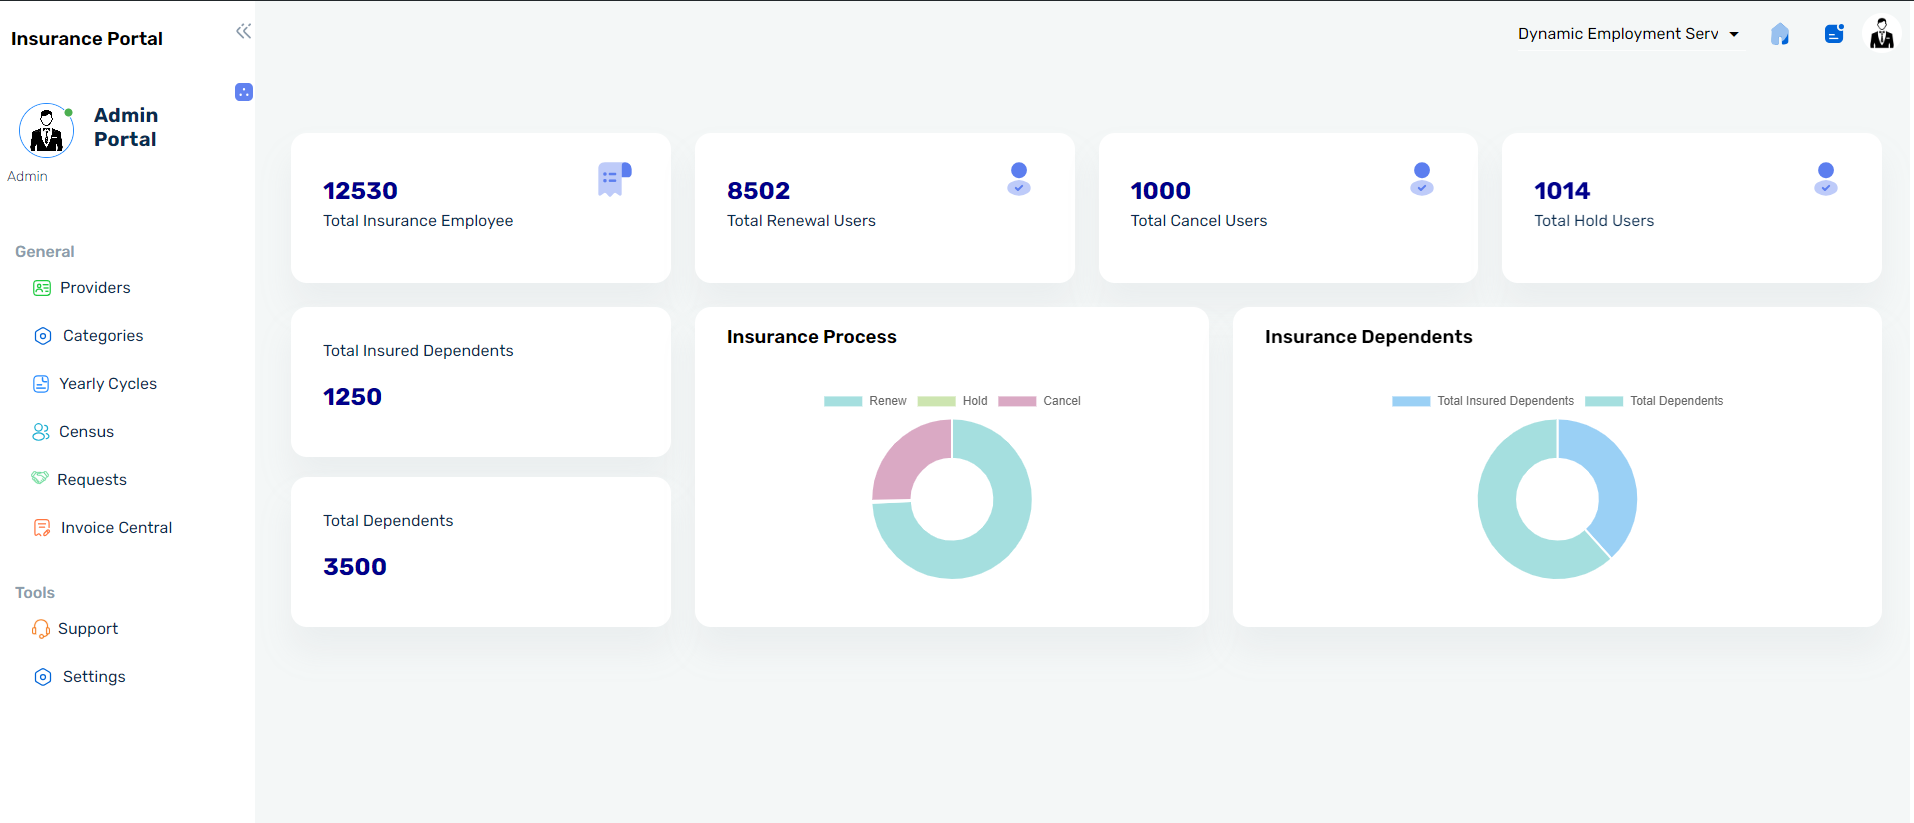 Insurance Portal
Dynamic Employment Serv
Admin
Portal
Admin
General
Providers
Categories
Yearly Cycles
Census
Requests
Invoice Central
Tools
Support
Settings
12530
Total Insurance Employee
8502
Total Renewal Users
1000
Total Cancel Users
1014
Total Hold Users
Total Insured Dependents
1250
Total Dependents
3500
Insurance Process
Renew Hold Cancel
Insurance Dependents
Total Insured Dependents Total Dependents